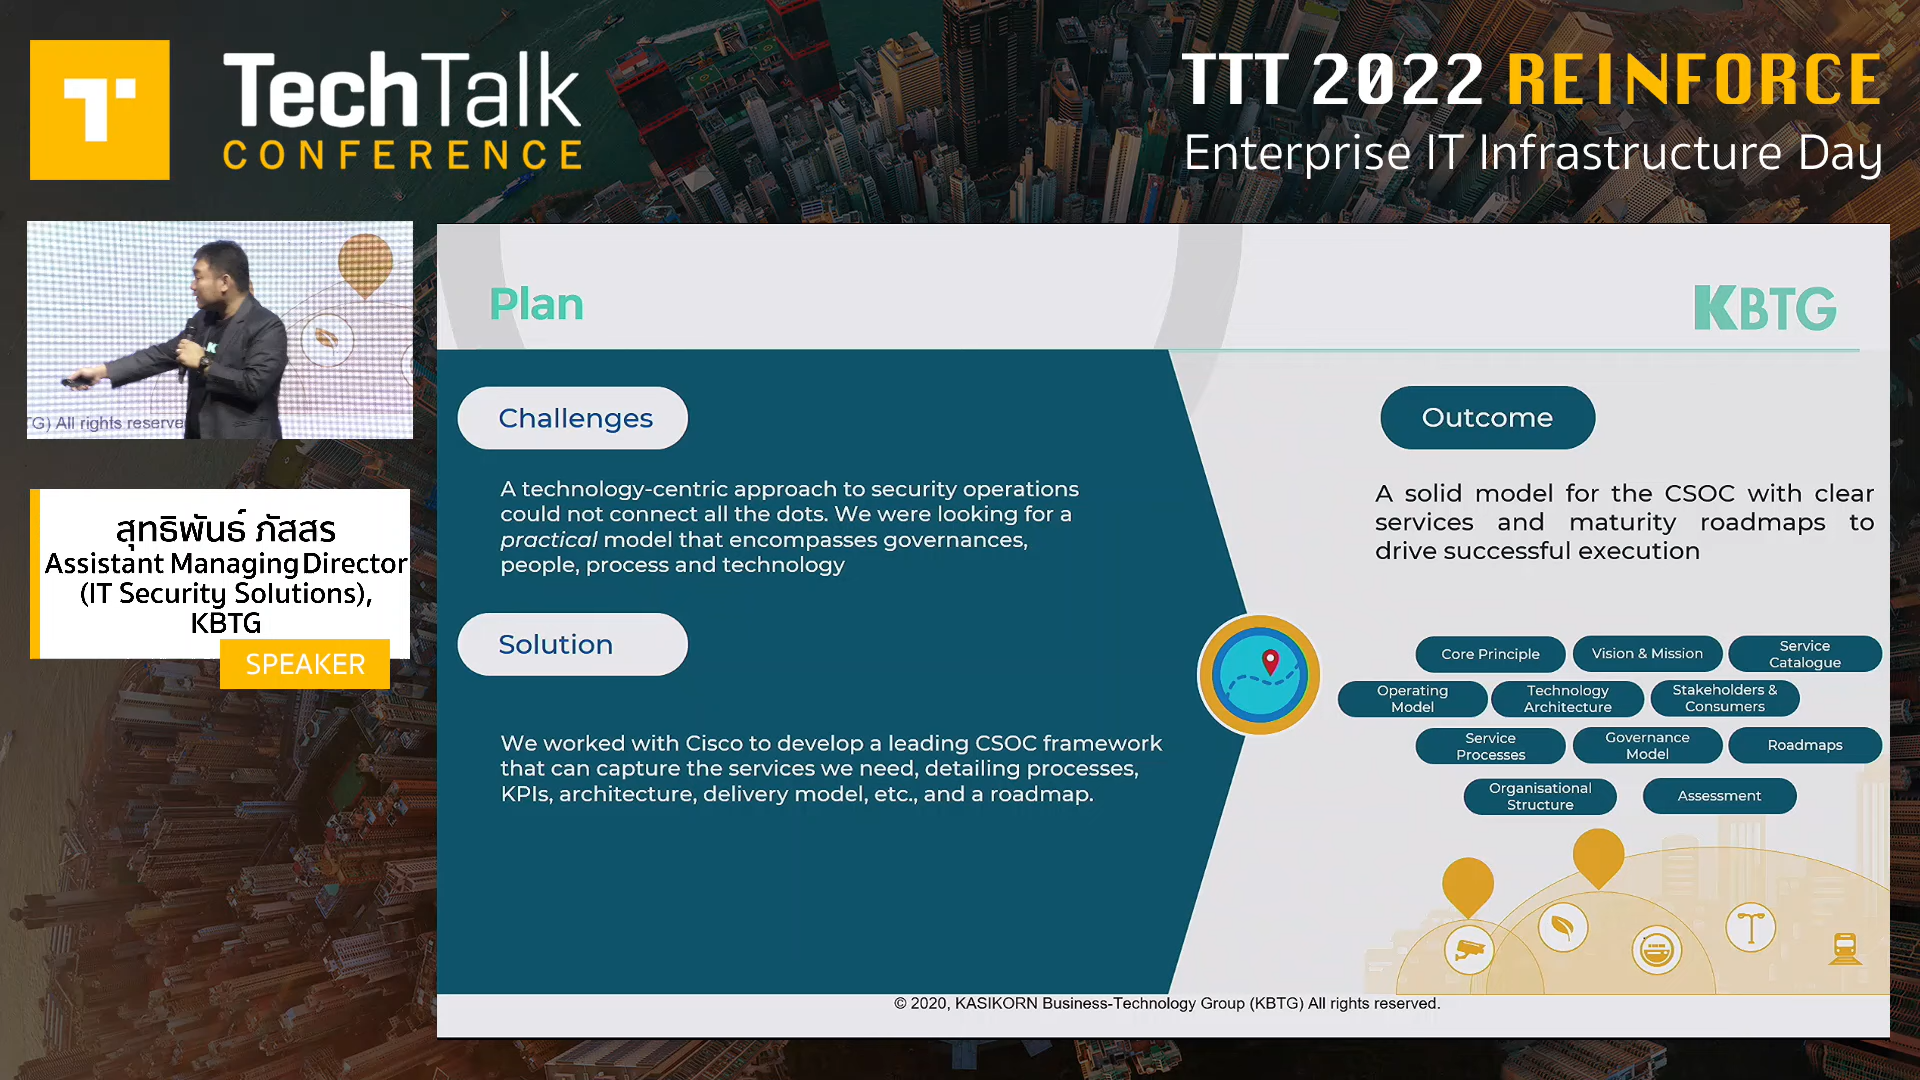 TechTalk
CONFERENCE
TTT 2022 REINFORCE
Enterprise IT Infrastructure Day
TG) All rights reserve
สุทธิพันธ์ ภัสสร
Assistant Managing Director
(IT Security Solutions),
KBTG
SPEAKER
Plan
KBTG
Challenges
A technology-centric approach to security operations
could not connect all the dots. We were looking for a
practical model that encompasses governances,
people, process and technology
Solution
We worked with Cisco to develop a leading CSOC framework
that can capture the services we need, detailing processes,
KPIs, architecture, delivery model, etc., and a roadmap.
Outcome
A solid model for the CSOC with clear
services and maturity roadmaps to
drive successful execution
Core Principle
Vision & Mission
Service
Catalogue
Operating
Model
Technology
Architecture
Stakeholders &
Consumers
Service
Processes
Governance
Model
Roadmaps
Organisational
Structure
Assessment
© 2020, KASIKORN Business-Technology Group (KBTG) All rights reserved.